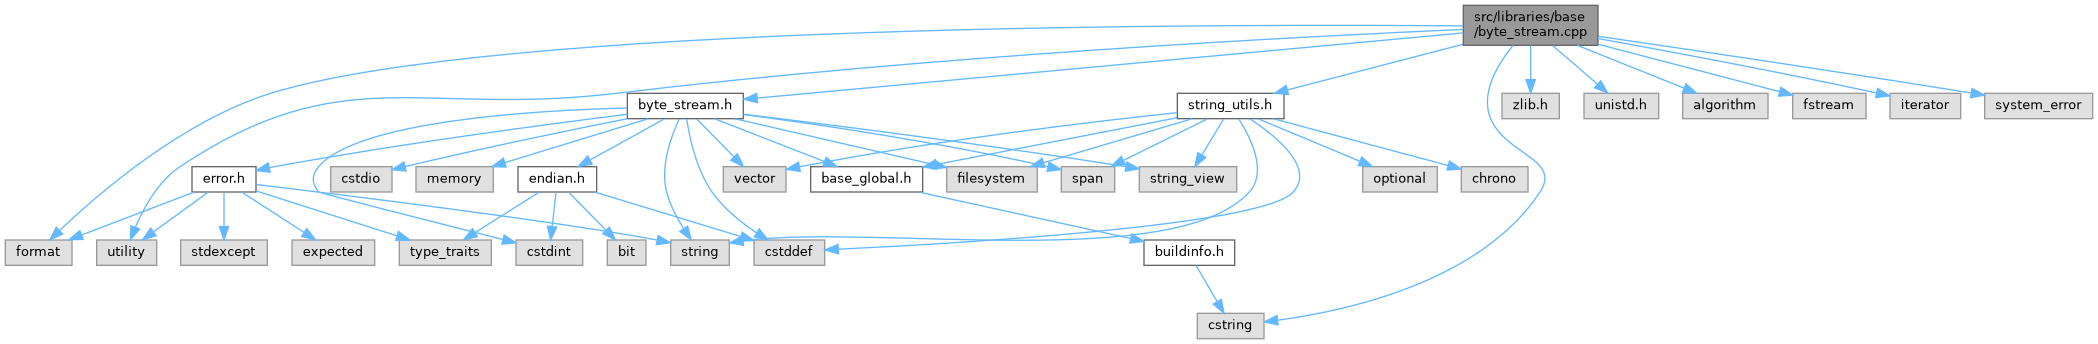 src/libraries/base
/byte_stream.cpp
byte_stream.h
string_utils.h
zlib.h
unistd.h
algorithm
fstream
iterator
system_error
error.h
cstdio
memory
endian.h
vector
base_global.h
filesystem
span
string_view
optional
chrono
format
utility
stdexcept
expected
type_traits
cstdint
bit
string
cstddef
buildinfo.h
cstring